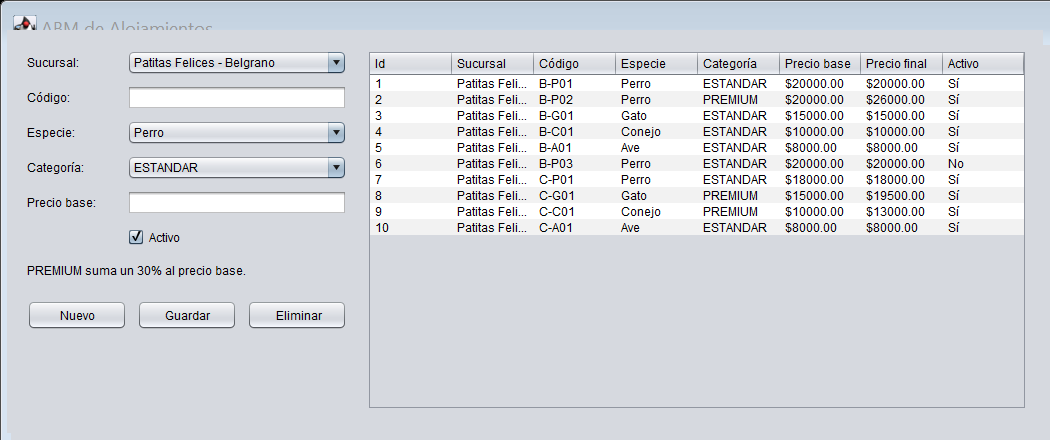 ABM de Alojamientos
Sucursal: Patitas Felices - Belgrano
Código:
Especie: Perro
Categoría: ESTANDAR
Precio base:
Activo
PREMIUM suma un 30% al precio base.
Nuevo Guardar Eliminar
Id Sucursal Código Especie Categoría Precio base Precio final Activo
1 Patitas Feli... B-P01 Perro ESTANDAR $20000.00 $20000.00 Sí
2 Patitas Feli... B-P02 Perro PREMIUM $20000.00 $26000.00 Sí
3 Patitas Feli... B-G01 Gato ESTANDAR $15000.00 $15000.00 Sí
4 Patitas Feli... B-C01 Conejo ESTANDAR $10000.00 $10000.00 Sí
5 Patitas Feli... B-A01 Ave ESTANDAR $8000.00 $8000.00 Sí
6 Patitas Feli... B-P03 Perro ESTANDAR $20000.00 $20000.00 No
7 Patitas Feli... C-P01 Perro ESTANDAR $18000.00 $18000.00 Sí
8 Patitas Feli... C-G01 Gato PREMIUM $15000.00 $19500.00 Sí
9 Patitas Feli... C-C01 Conejo PREMIUM $10000.00 $13000.00 Sí
10 Patitas Feli... C-A01 Ave ESTANDAR $8000.00 $8000.00 Sí